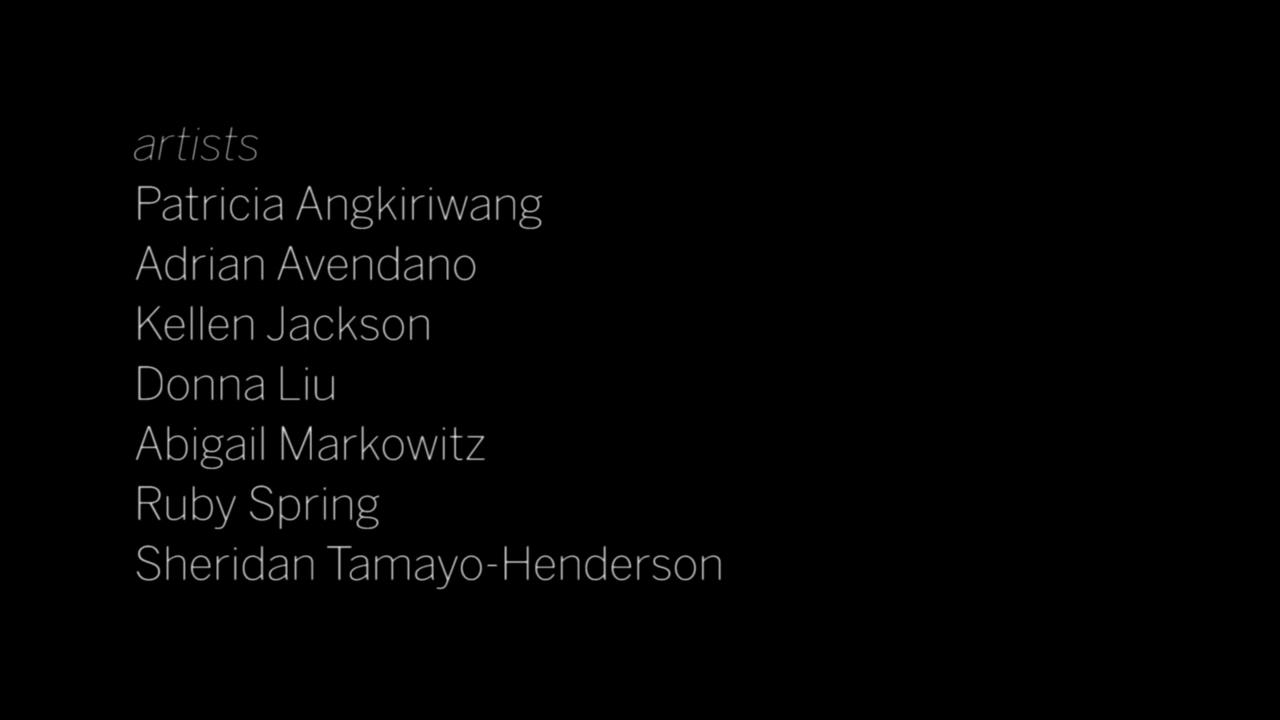 artists
Patricia Angkiriwang
Adrian Avendano
Kellen Jackson
Donna Liu
Abigail Markowitz
Ruby Spring
Sheridan Tamayo-Henderson